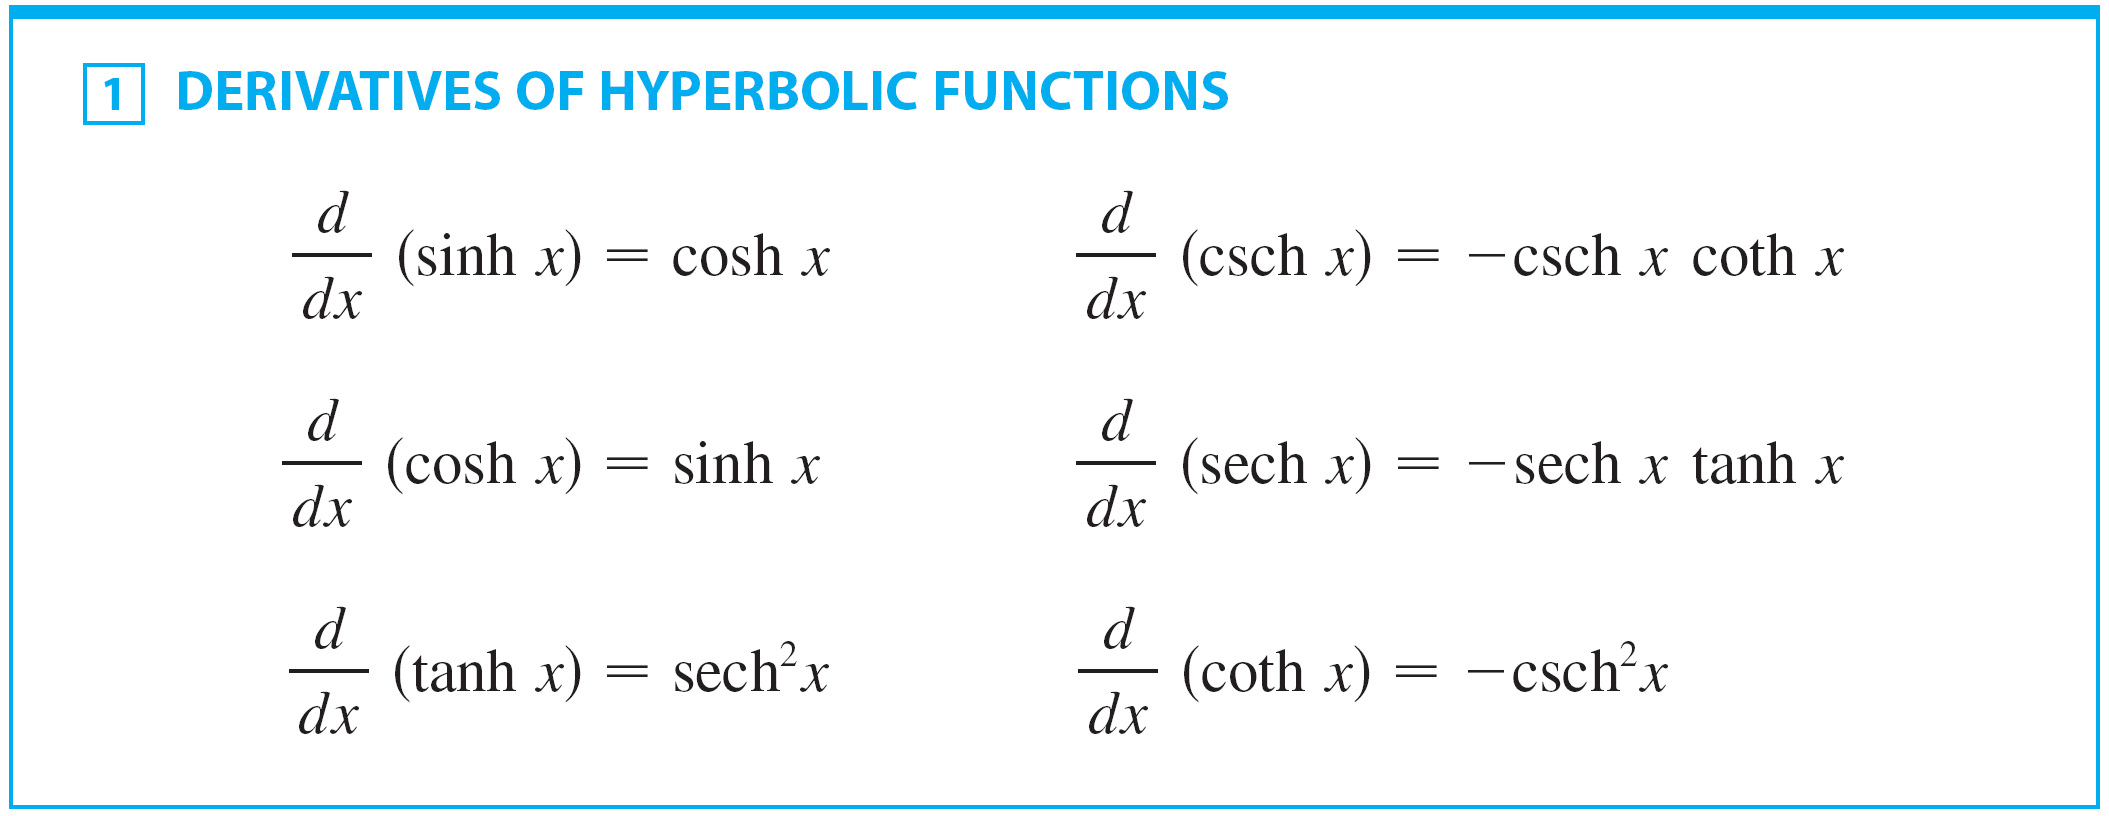 1 DERIVATIVES OF HYPERBOLIC FUNCTIONS
d/dx (sinh x) = cosh x
d/dx (csch x) = −csch x coth x
d/dx (cosh x) = sinh x
d/dx (sech x) = −sech x tanh x
d/dx (tanh x) = sech²x
d/dx (coth x) = −csch²x